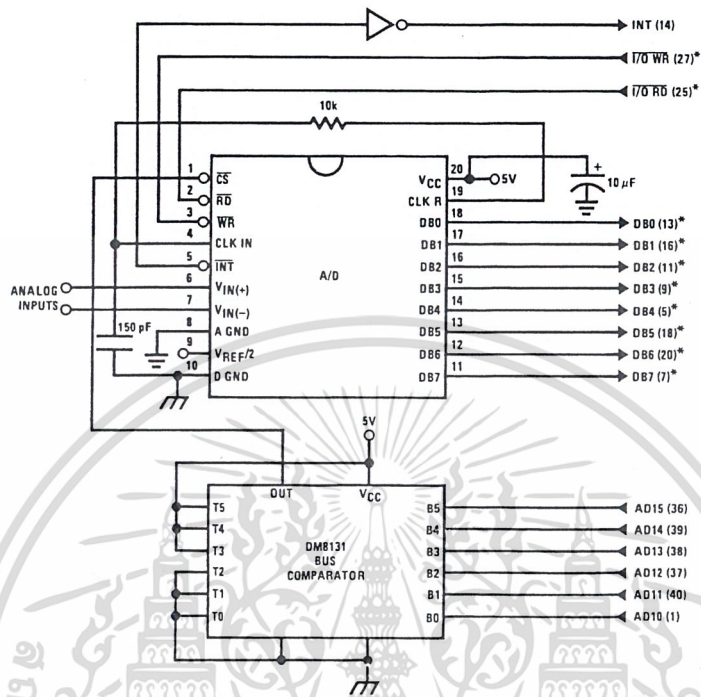 INT (14)
I/O WR (27)*
I/O RD (25)*
10k
1 CS
2 RD
3 WR
4 CLK IN
5 INT
6 VIN(+)
7 VIN(−)
8 A GND
9 VREF/2
10 D GND
A/D
ANALOG
INPUTS
150 pF
20 VCC
5V
+
10 µF
19 CLK R
18 DB0
17 DB1
16 DB2
15 DB3
14 DB4
13 DB5
12 DB6
11 DB7
DB0 (13)*
DB1 (16)*
DB2 (11)*
DB3 (9)*
DB4 (5)*
DB5 (18)*
DB6 (20)*
DB7 (7)*
5V
OUT
VCC
T5
T4
T3
T2
T1
T0
DM8131
BUS
COMPARATOR
B5
B4
B3
B2
B1
B0
AD15 (36)
AD14 (39)
AD13 (38)
AD12 (37)
AD11 (40)
AD10 (1)